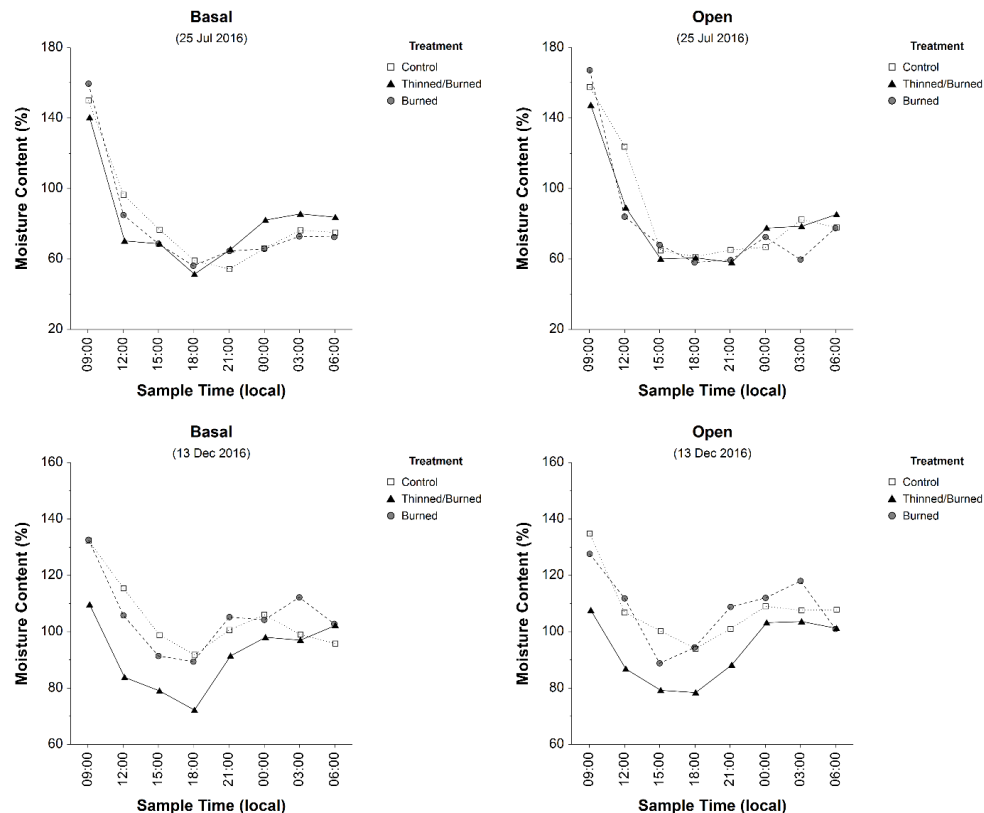 Basal
(25 Jul 2016)
Treatment
Control
Thinned/Burned
Burned
Moisture Content (%)
180
140
100
60
20
09:00
12:00
15:00
18:00
21:00
00:00
03:00
06:00
Sample Time (local)
Open
(25 Jul 2016)
Treatment
Control
Thinned/Burned
Burned
Moisture Content (%)
180
140
100
60
20
09:00
12:00
15:00
18:00
21:00
00:00
03:00
06:00
Sample Time (local)
Basal
(13 Dec 2016)
Treatment
Control
Thinned/Burned
Burned
Moisture Content (%)
160
140
120
100
80
60
09:00
12:00
15:00
18:00
21:00
00:00
03:00
06:00
Sample Time (local)
Open
(13 Dec 2016)
Treatment
Control
Thinned/Burned
Burned
Moisture Content (%)
160
140
120
100
80
60
09:00
12:00
15:00
18:00
21:00
00:00
03:00
06:00
Sample Time (local)